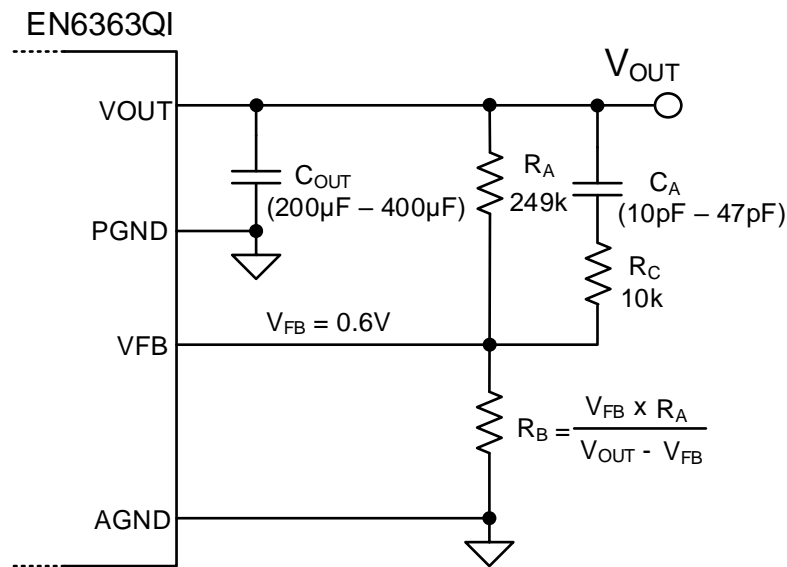 EN6363QI
VOUT
VOUT
COUT
(200µF – 400µF)
RA
249k
CA
(10pF – 47pF)
PGND
RC
10k
VFB = 0.6V
VFB
RB = VFB x RA
VOUT - VFB
AGND